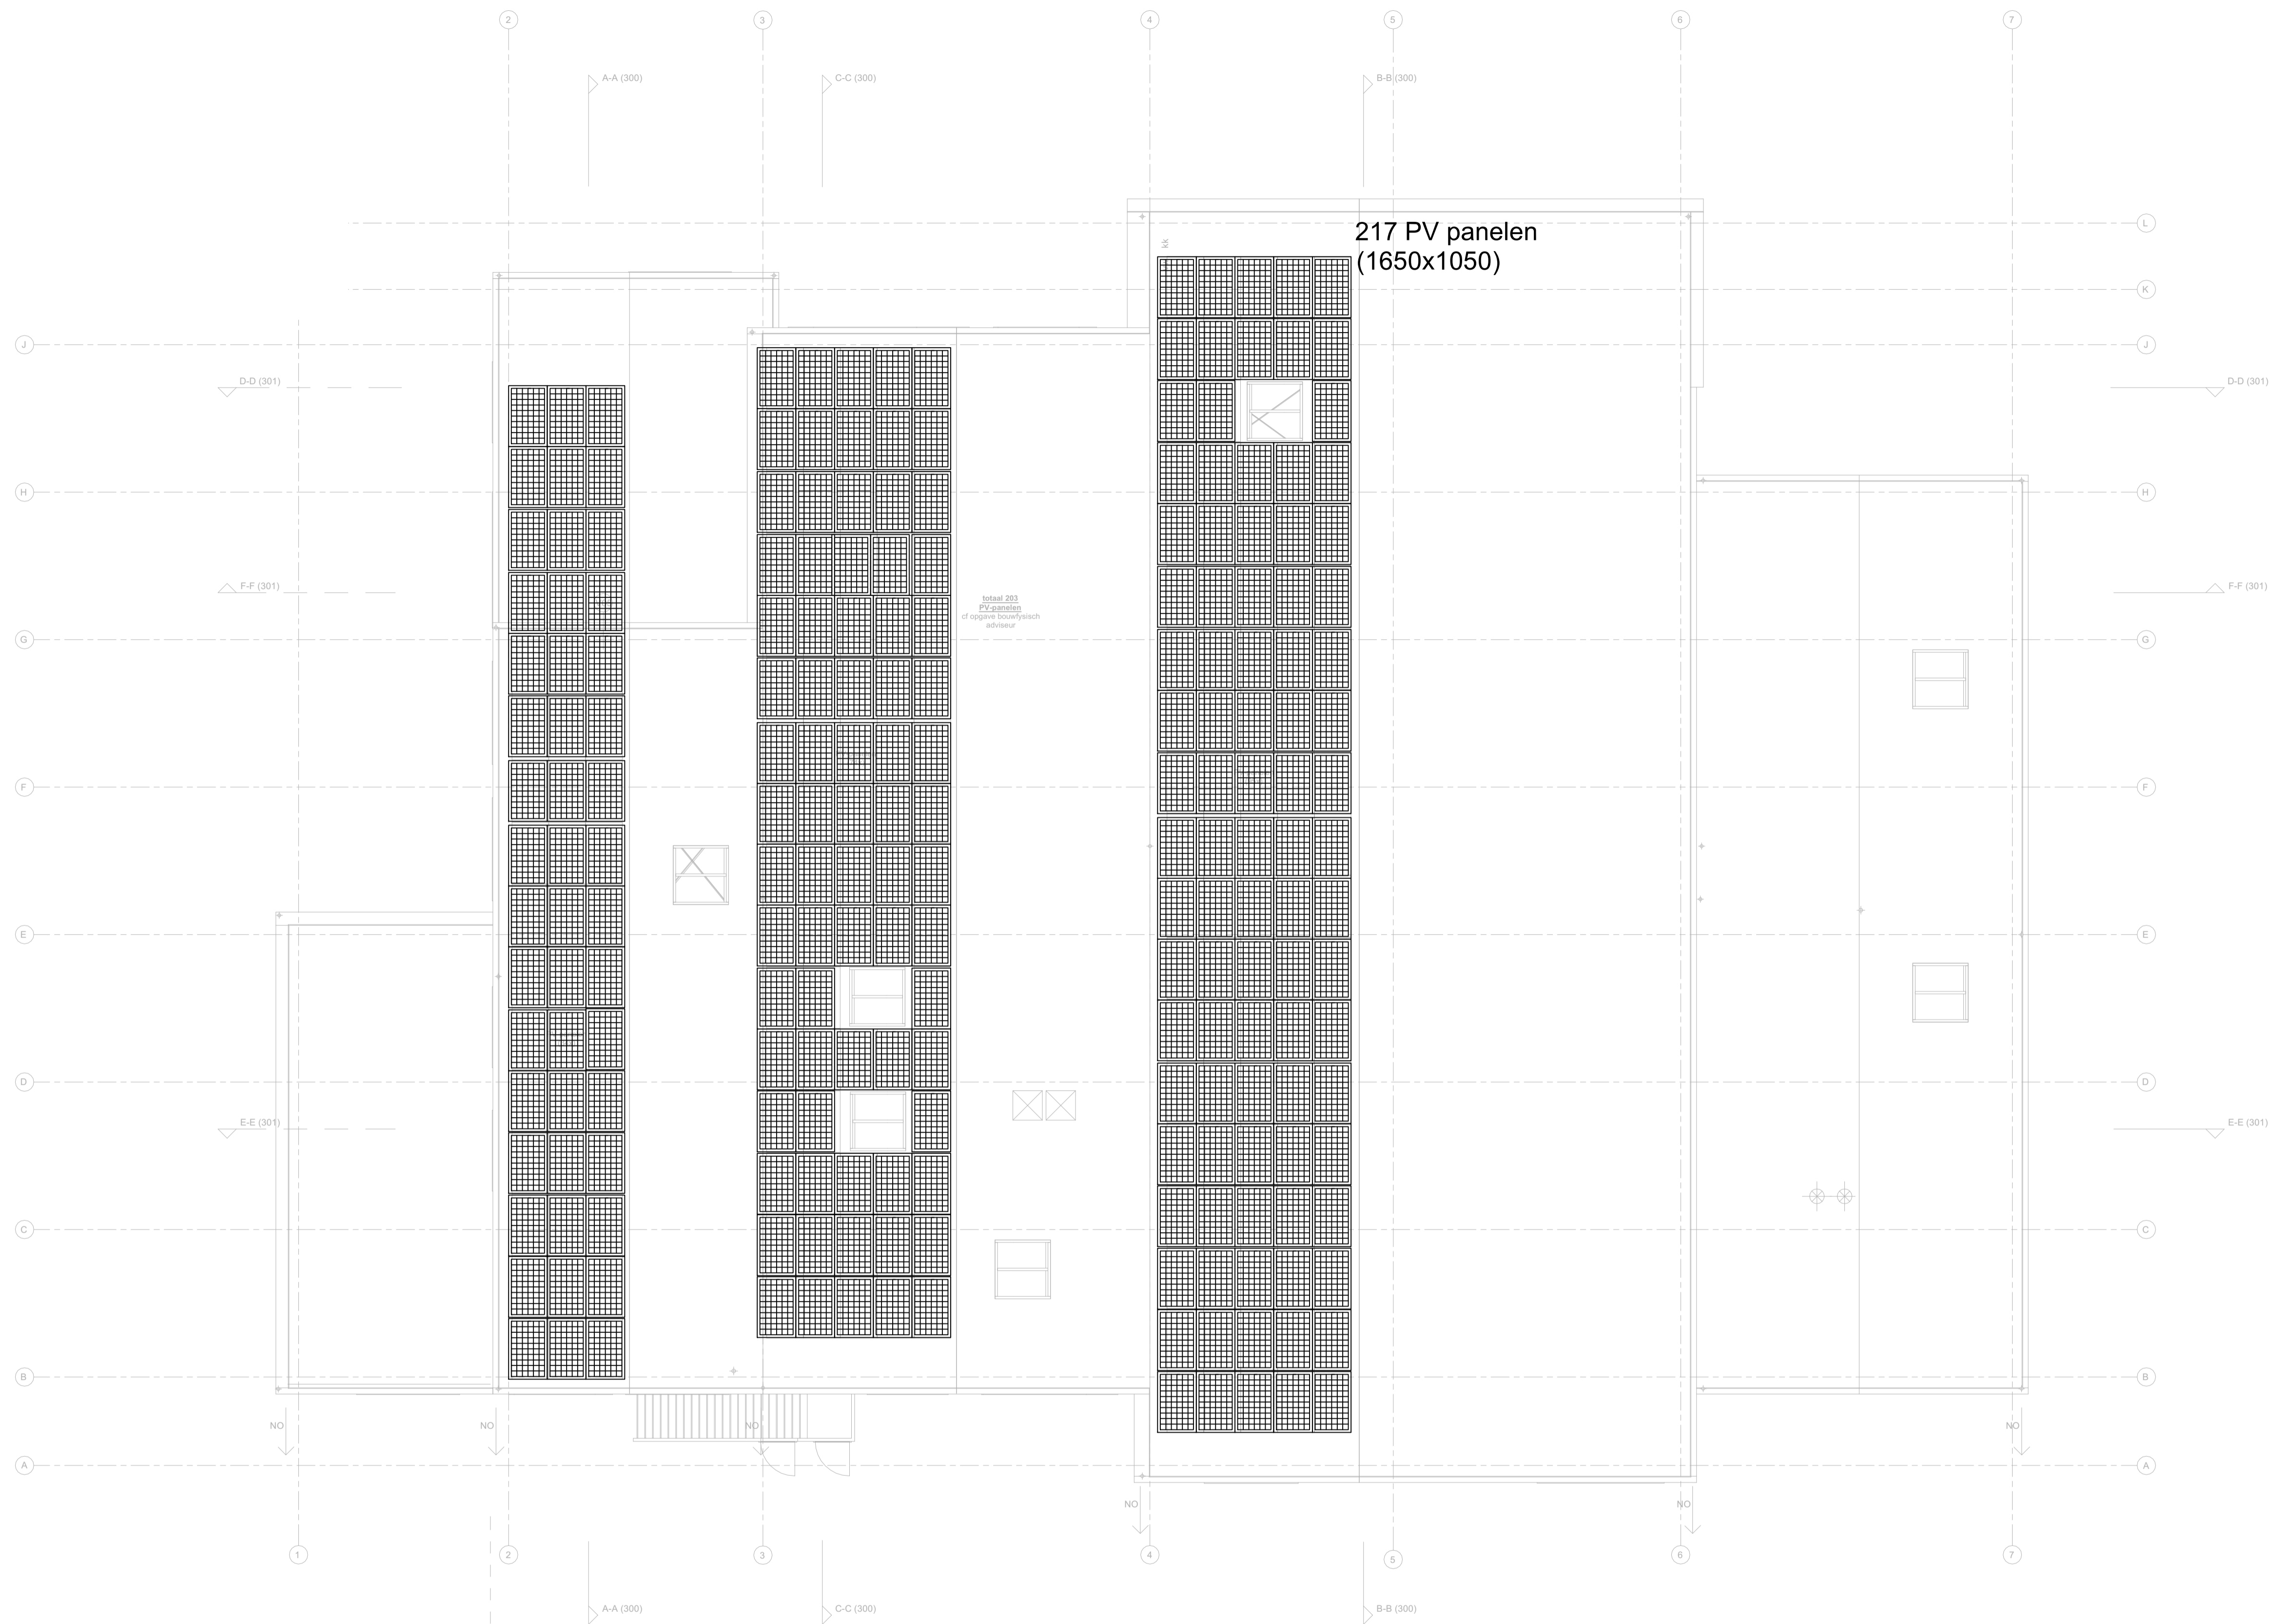 2 3 4 5 6 7
A-A (300) C-C (300) B-B (300)
L
217 PV panelen
kk
(1650x1050)
K
J J
D-D (301) D-D (301)
H H
F-F (301) F-F (301)
totaal 203
PV-panelen
cf opgave bouwfysisch
adviseur
G G
F F
E E
D D
E-E (301) E-E (301)
C C
B B
NO NO NO NO
A A
NO NO
1 2 3 4 5 6 7
A-A (300) C-C (300) B-B (300)